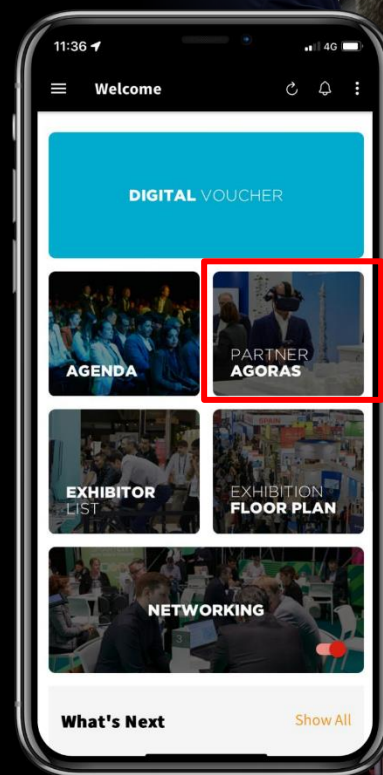 11:36
4G
Welcome
DIGITAL VOUCHER
PARTNER
AGENDA
AGORAS
EXHIBITOR
EXHIBITION
LIST
FLOOR PLAN
NETWORKING
3
What's Next
Show All